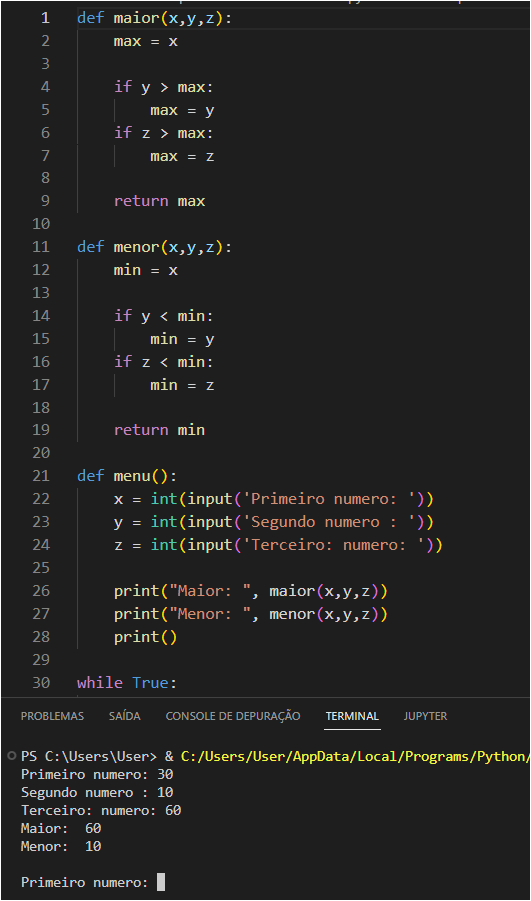 1 def maior(x,y,z):
2     max = x
3
4     if y > max:
5         max = y
6     if z > max:
7         max = z
8
9     return max
10
11 def menor(x,y,z):
12     min = x
13
14     if y < min:
15         min = y
16     if z < min:
17         min = z
18
19     return min
20
21 def menu():
22     x = int(input('Primeiro numero: '))
23     y = int(input('Segundo numero : '))
24     z = int(input('Terceiro: numero: '))
25
26     print("Maior: ", maior(x,y,z))
27     print("Menor: ", menor(x,y,z))
28     print()
29
30 while True:
PROBLEMAS SAÍDA CONSOLE DE DEPURAÇÃO TERMINAL JUPYTER
PS C:\Users\User> & C:/Users/User/AppData/Local/Programs/Python/
Primeiro numero: 30
Segundo numero : 10
Terceiro: numero: 60
Maior:  60
Menor:  10

Primeiro numero: